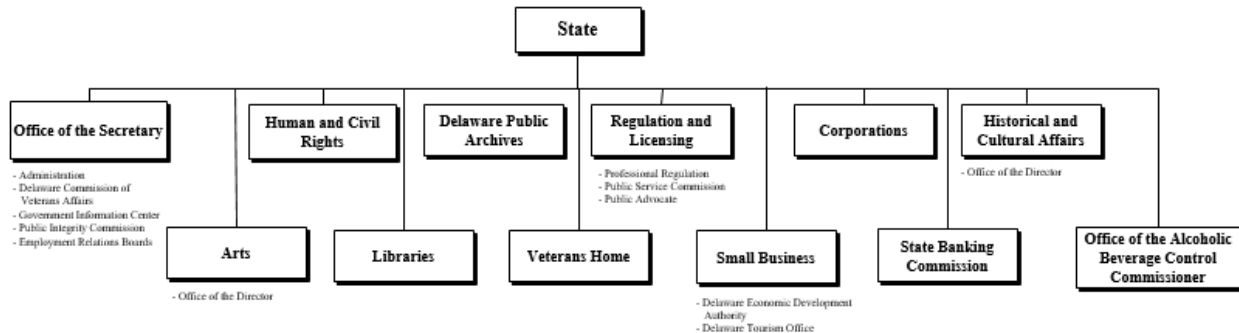 State
Office of the Secretary
- Administration
- Delaware Commission of
Veterans Affairs
- Government Information Center
- Public Integrity Commission
- Employment Relations Boards
Human and Civil
Rights
Delaware Public
Archives
Regulation and
Licensing
- Professional Regulation
- Public Service Commission
- Public Advocate
Corporations
Historical and
Cultural Affairs
- Office of the Director
Arts
- Office of the Director
Libraries
Veterans Home
Small Business
- Delaware Economic Development
Authority
- Delaware Tourism Office
State Banking
Commission
Office of the Alcoholic
Beverage Control
Commissioner